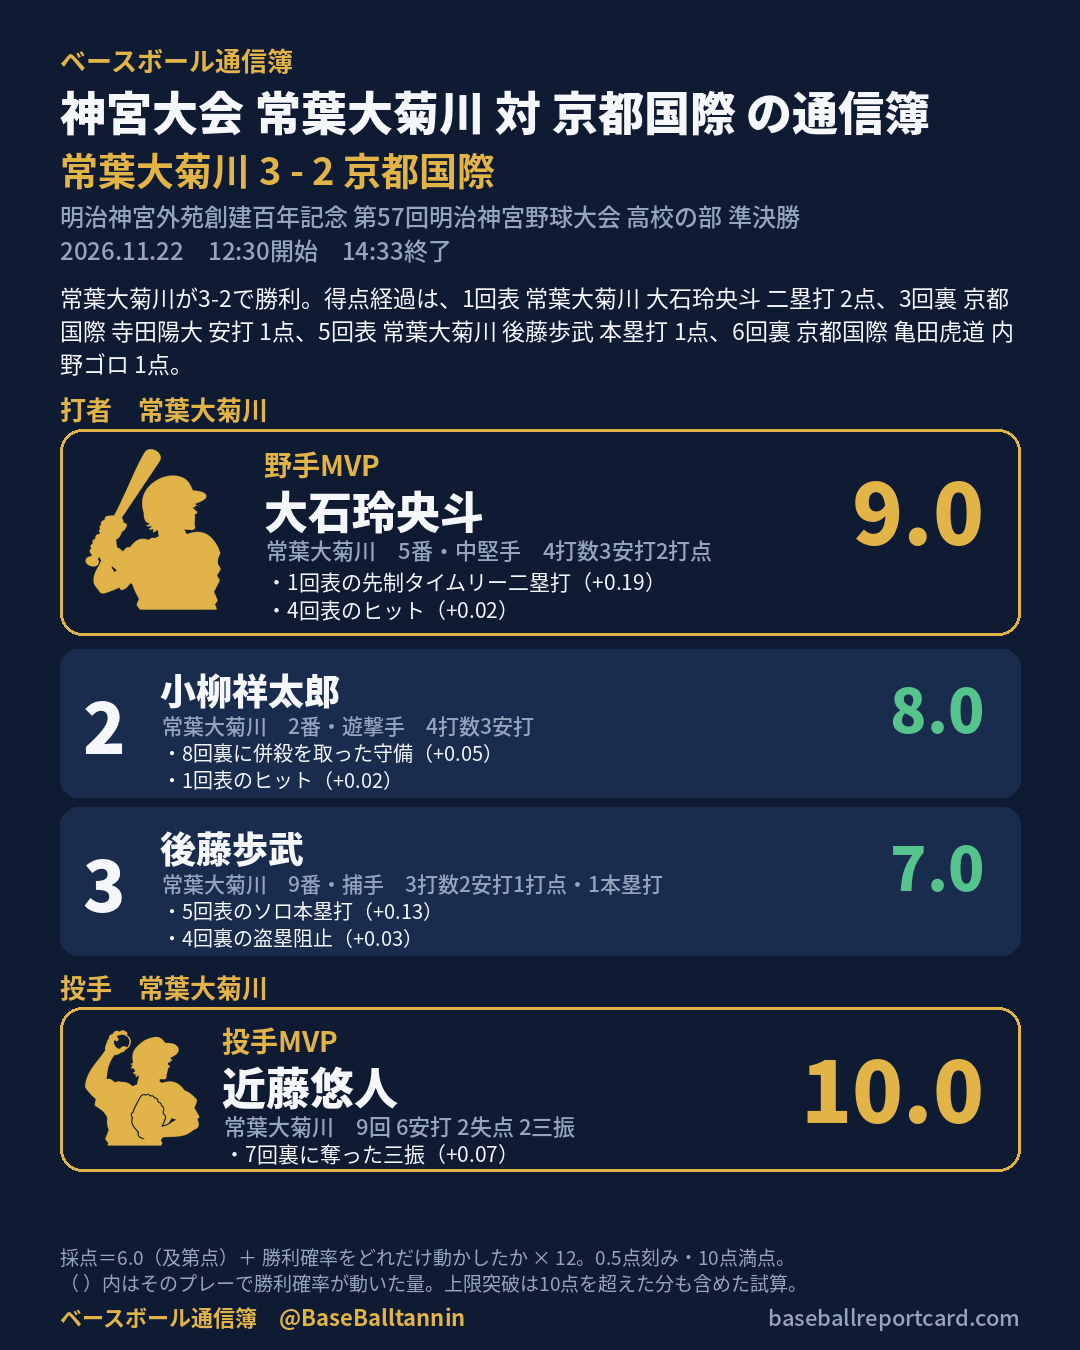 ベースボール通信簿
神宮大会 常葉大菊川 対 京都国際 の通信簿
常葉大菊川 3 - 2 京都国際
明治神宮外苑創建百年記念 第57回明治神宮野球大会 高校の部 準決勝
2026.11.22　12:30開始　14:33終了
常葉大菊川が3-2で勝利。得点経過は、1回表 常葉大菊川 大石玲央斗 二塁打 2点、3回裏 京都
国際 寺田陽大 安打 1点、5回表 常葉大菊川 後藤歩武 本塁打 1点、6回裏 京都国際 亀田虎道 内
野ゴロ 1点。
打者　常葉大菊川
野手MVP
大石玲央斗
9.0
常葉大菊川　5番・中堅手　4打数3安打2打点
・1回表の先制タイムリー二塁打（+0.19）
・4回表のヒット（+0.02）
2
小柳祥太郎
8.0
常葉大菊川　2番・遊撃手　4打数3安打
・8回裏に併殺を取った守備（+0.05）
・1回表のヒット（+0.02）
3
後藤歩武
7.0
常葉大菊川　9番・捕手　3打数2安打1打点・1本塁打
・5回表のソロ本塁打（+0.13）
・4回裏の盗塁阻止（+0.03）
投手　常葉大菊川
投手MVP
近藤悠人
10.0
常葉大菊川　9回 6安打 2失点 2三振
・7回裏に奪った三振（+0.07）
採点＝6.0（及第点）＋ 勝利確率をどれだけ動かしたか × 12。0.5点刻み・10点満点。
（ ）内はそのプレーで勝利確率が動いた量。上限突破は10点を超えた分も含めた試算。
ベースボール通信簿　@BaseBalltannin
baseballreportcard.com